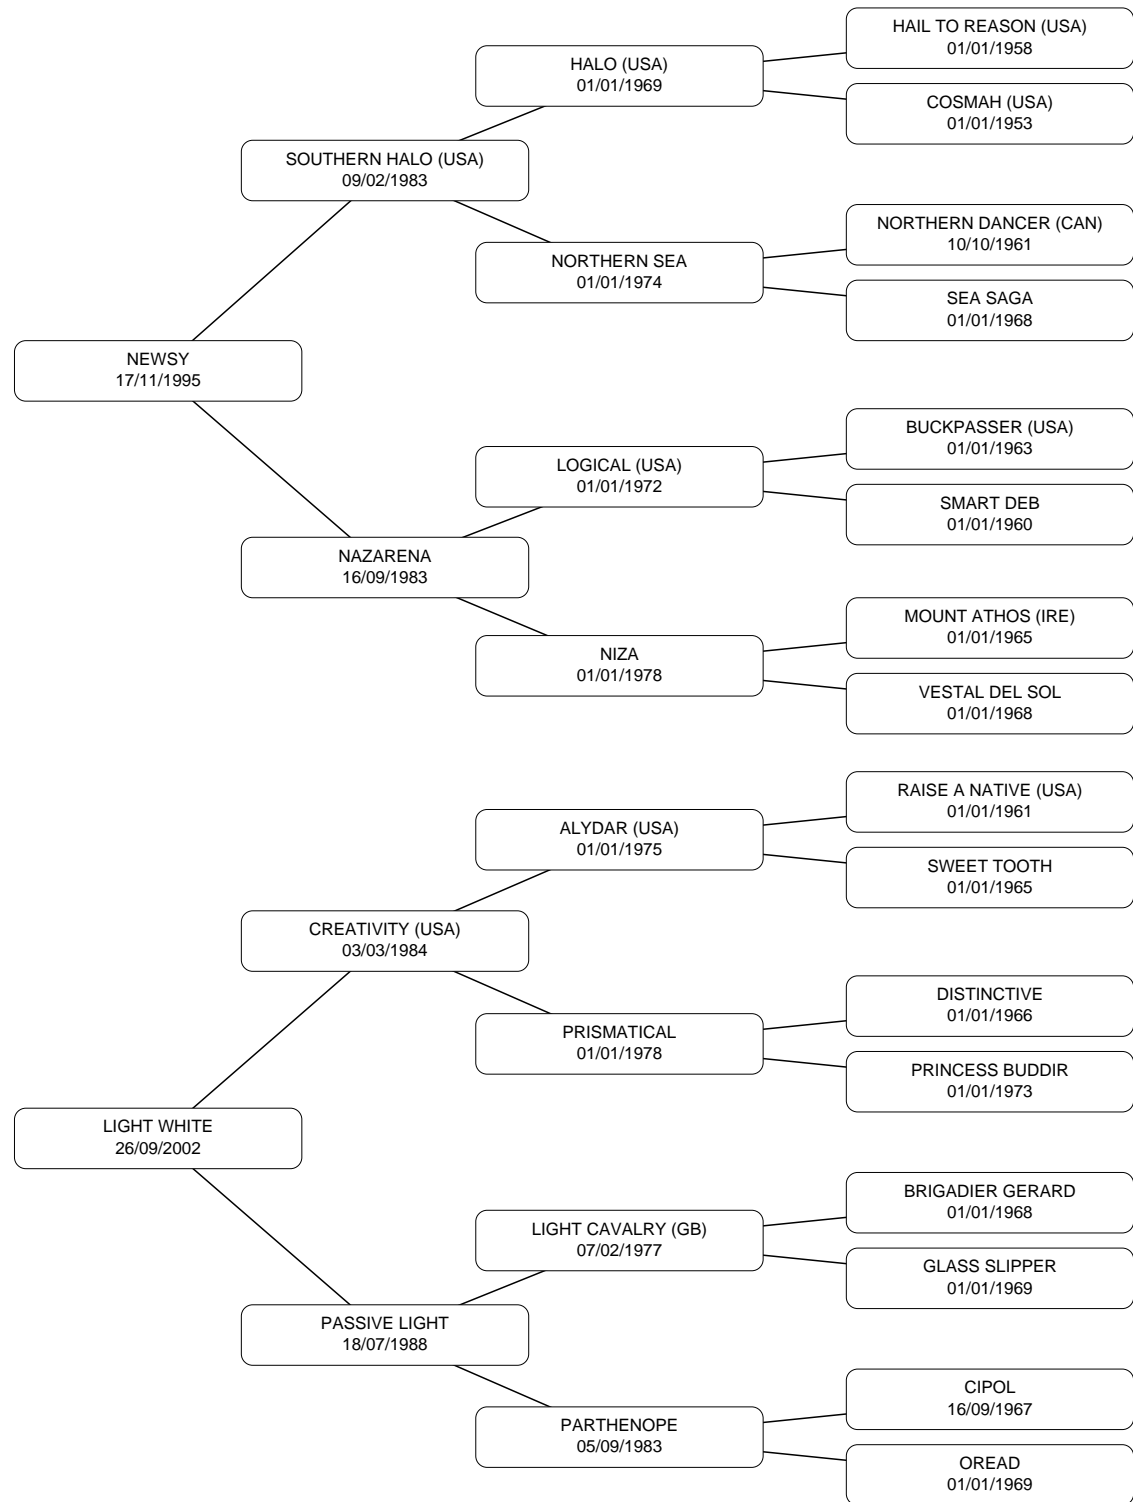 HAIL TO REASON (USA)
01/01/1958
HALO (USA)
01/01/1969
COSMAH (USA)
01/01/1953
SOUTHERN HALO (USA)
09/02/1983
NORTHERN DANCER (CAN)
10/10/1961
NORTHERN SEA
01/01/1974
SEA SAGA
01/01/1968
NEWSY
17/11/1995
BUCKPASSER (USA)
01/01/1963
LOGICAL (USA)
01/01/1972
SMART DEB
01/01/1960
NAZARENA
16/09/1983
MOUNT ATHOS (IRE)
01/01/1965
NIZA
01/01/1978
VESTAL DEL SOL
01/01/1968
RAISE A NATIVE (USA)
01/01/1961
ALYDAR (USA)
01/01/1975
SWEET TOOTH
01/01/1965
CREATIVITY (USA)
03/03/1984
DISTINCTIVE
01/01/1966
PRISMATICAL
01/01/1978
PRINCESS BUDDIR
01/01/1973
LIGHT WHITE
26/09/2002
BRIGADIER GERARD
01/01/1968
LIGHT CAVALRY (GB)
07/02/1977
GLASS SLIPPER
01/01/1969
PASSIVE LIGHT
18/07/1988
CIPOL
16/09/1967
PARTHENOPE
05/09/1983
OREAD
01/01/1969